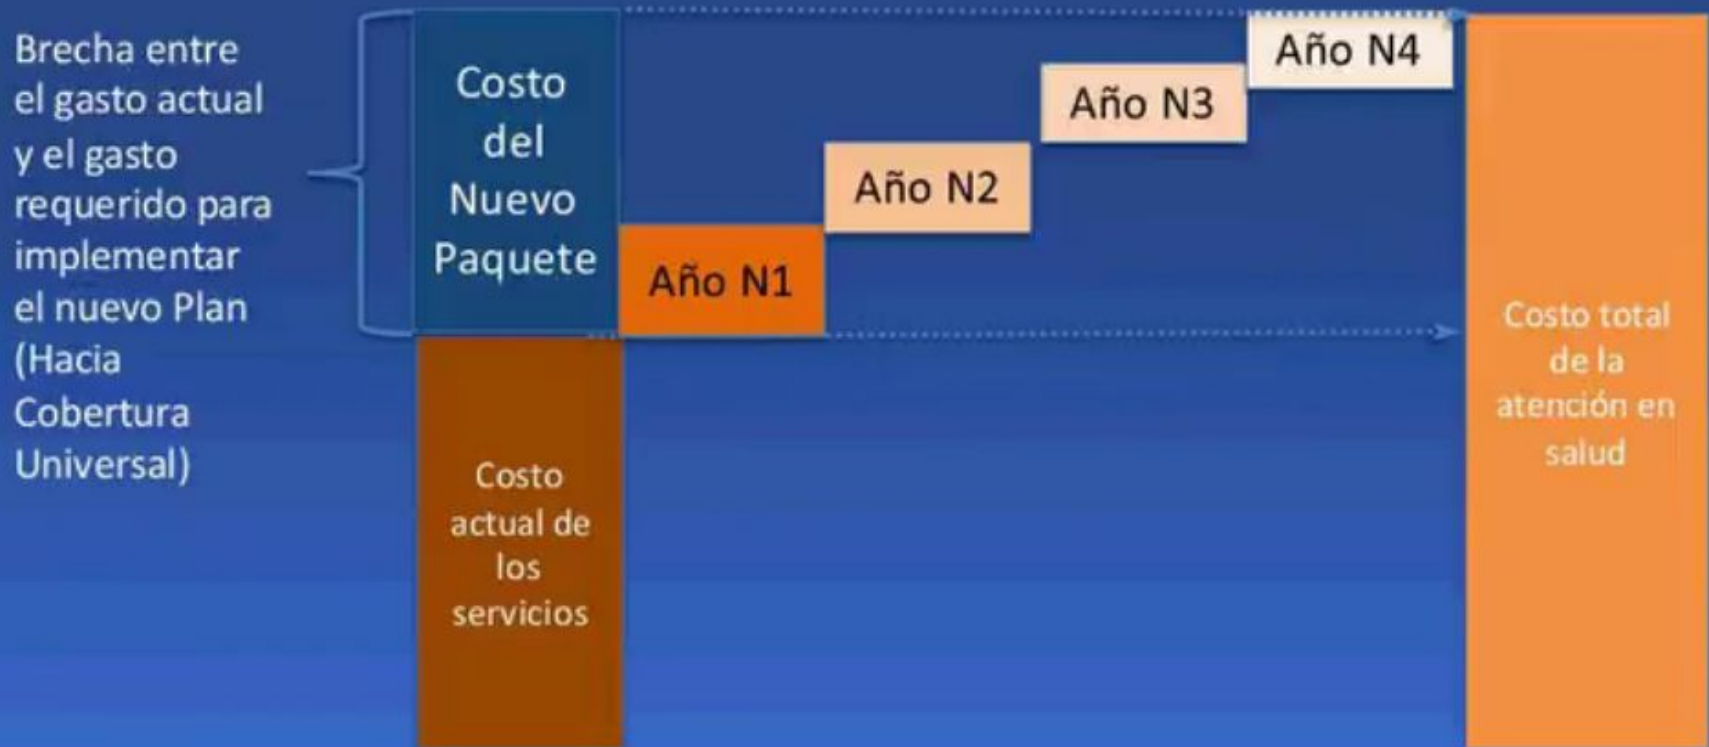 Brecha entre
el gasto actual
y el gasto
requerido para
implementar
el nuevo Plan
(Hacia
Cobertura
Universal)
Costo
del
Nuevo
Paquete
Costo
actual de
los
servicios
Año N1
Año N2
Año N3
Año N4
Costo total
de la
atención en
salud